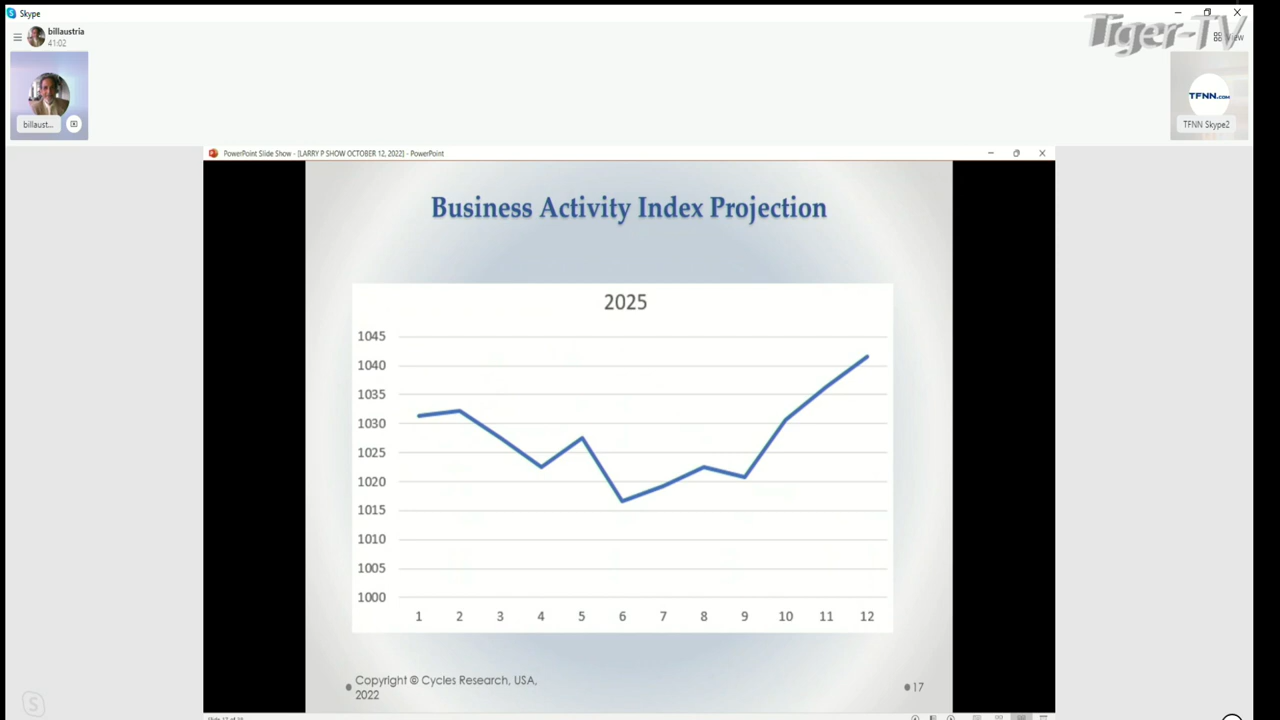 Skype
billaustria
41:02
Tiger-TV
View
billaust...
TFNN.COM
TFNN Skype2
PowerPoint Slide Show - [LARRY P SHOW OCTOBER 12, 2022] - PowerPoint
Business Activity Index Projection
2025
1045
1040
1035
1030
1025
1020
1015
1010
1005
1000
1 2 3 4 5 6 7 8 9 10 11 12
Copyright © Cycles Research, USA,
2022
17